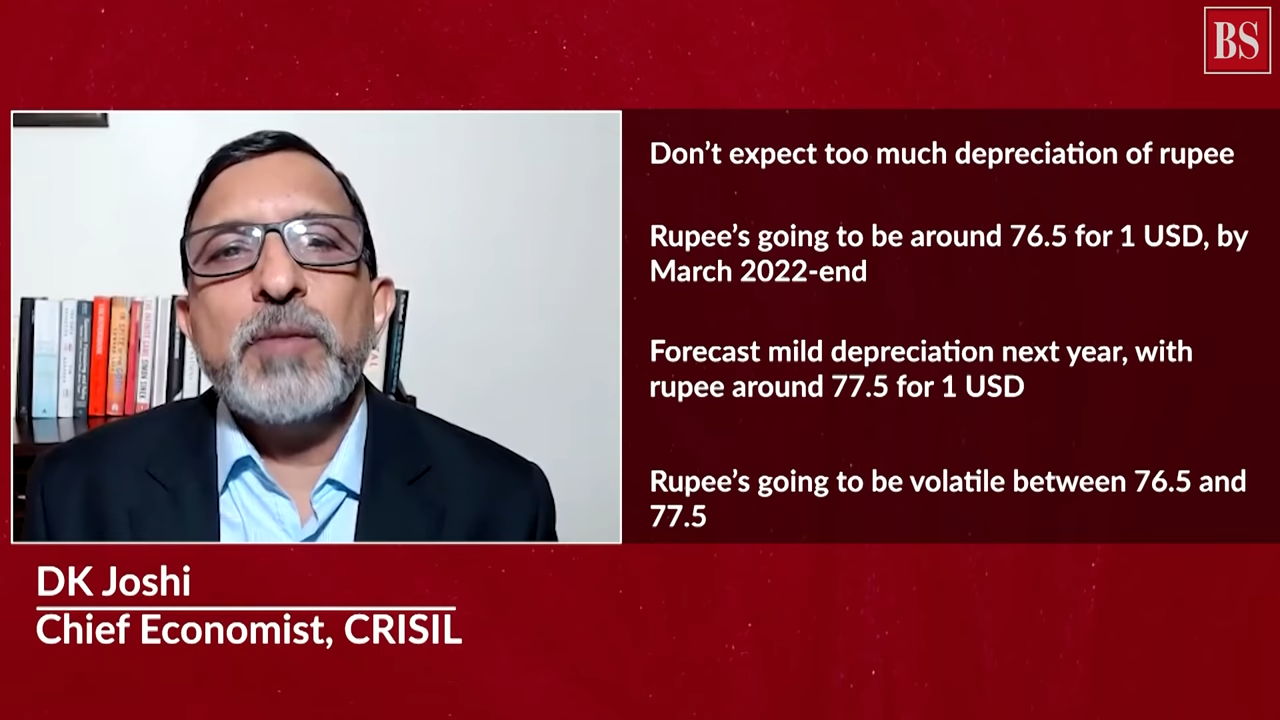 BS
Don’t expect too much depreciation of rupee
Rupee’s going to be around 76.5 for 1 USD, by
March 2022-end
Forecast mild depreciation next year, with
rupee around 77.5 for 1 USD
Rupee’s going to be volatile between 76.5 and
77.5
DK Joshi
Chief Economist, CRISIL